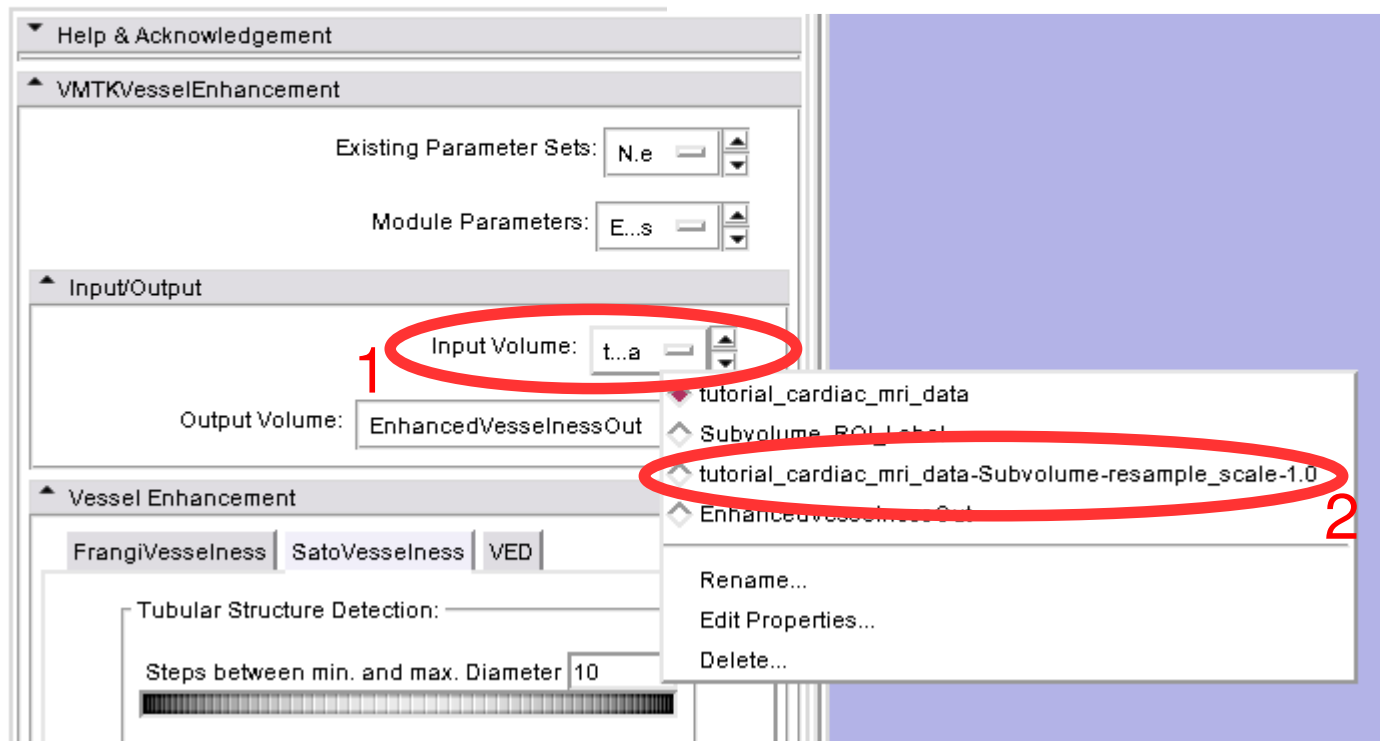 Help & Acknowledgement
VMTKVesselEnhancement
Existing Parameter Sets: N.e
Module Parameters: E...s
Input/Output
1 Input Volume: t...a
tutorial_cardiac_mri_data
Output Volume: EnhancedVesselnessOut
Subvolume_ROI_Label
tutorial_cardiac_mri_data-Subvolume-resample_scale-1.0
2
Vessel Enhancement
EnhancedVesselnessOut
FrangiVesselness SatoVesselness VED
Rename...
Tubular Structure Detection:
Edit Properties...
Steps between min. and max. Diameter 10
Delete...